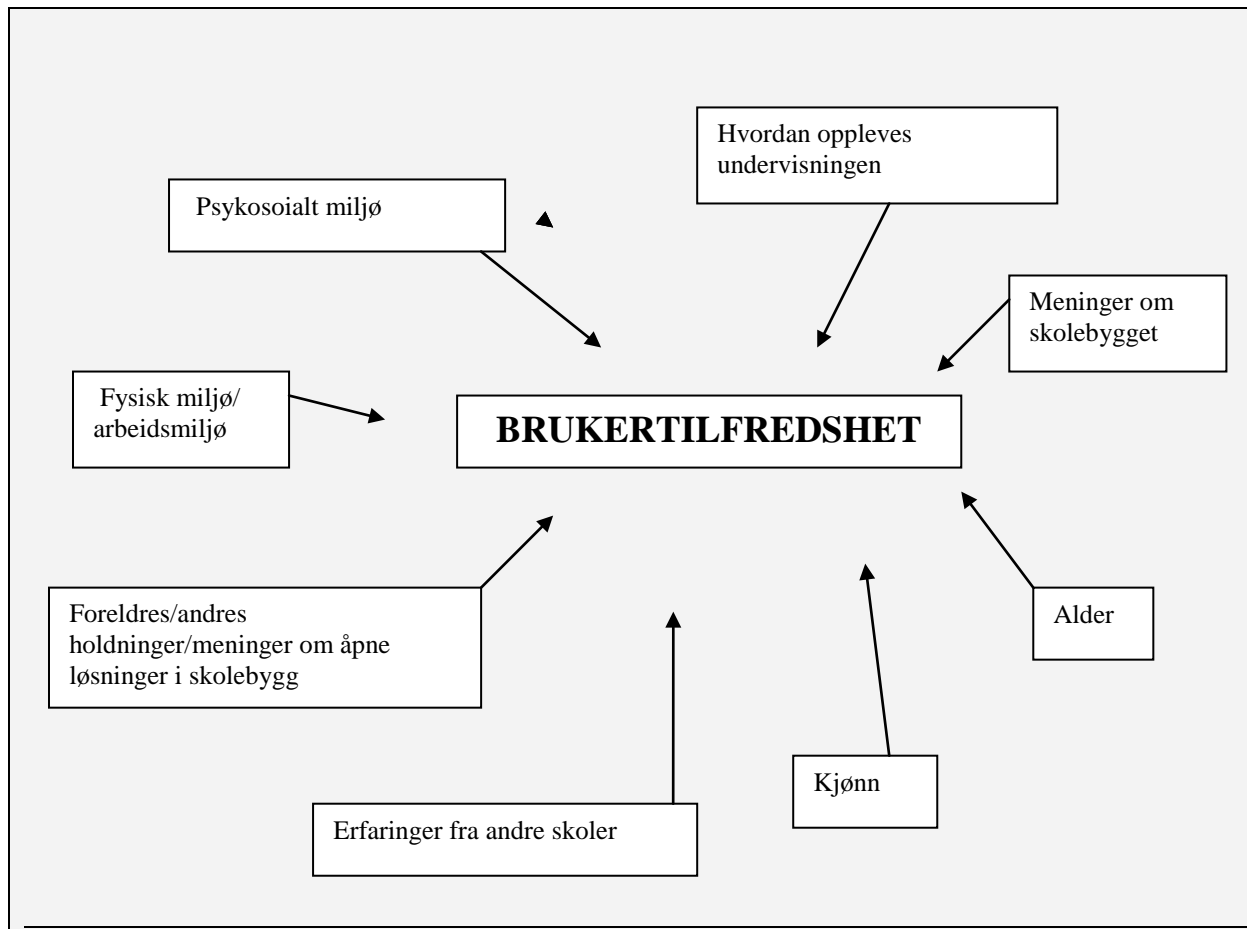 Hvordan oppleves
undervisningen
Psykosoialt miljø
Meninger om
skolebygget
Fysisk miljø/
arbeidsmiljø
BRUKERTILFREDSHET
Foreldres/andres
holdninger/meninger om åpne
løsninger i skolebygg
Alder
Kjønn
Erfaringer fra andre skoler